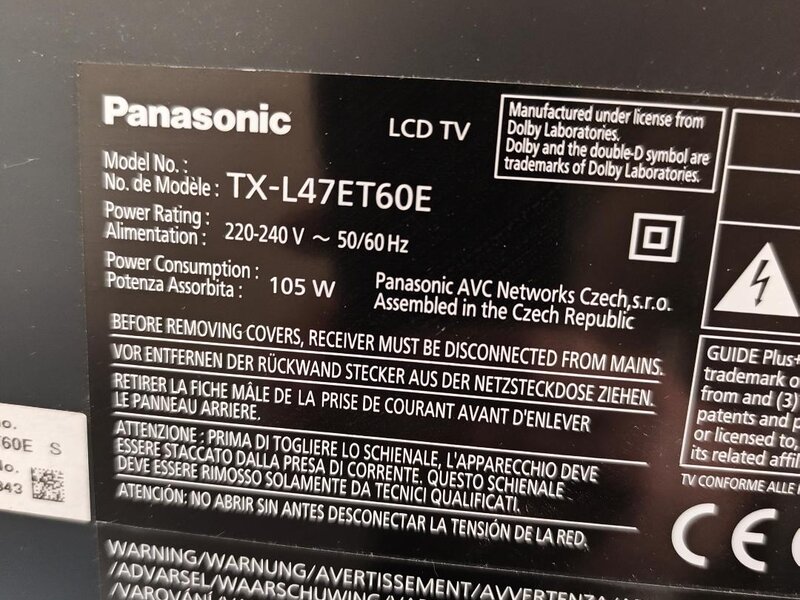 Panasonic
LCD TV
Manufactured under license from
Dolby Laboratories.
Dolby and the double-D symbol are
trademarks of Dolby Laboratories.
Model No. :
No. de Modèle : TX-L47ET60E
Power Rating :
Alimentation : 220-240 V ~ 50/60 Hz
Power Consumption :
Potenza Assorbita : 105 W
Panasonic AVC Networks Czech,s.r.o.
Assembled in the Czech Republic
BEFORE REMOVING COVERS, RECEIVER MUST BE DISCONNECTED FROM MAINS.
VOR ENTFERNEN DER RÜCKWAND STECKER AUS DER NETZSTECKDOSE ZIEHEN.
RETIRER LA FICHE MÂLE DE LA PRISE DE COURANT AVANT D'ENLEVER
LE PANNEAU ARRIERE.
ATTENZIONE : PRIMA DI TOGLIERE LO SCHIENALE, L'APPARECCHIO DEVE
ESSERE STACCATO DALLA PRESA DI CORRENTE. QUESTO SCHIENALE
DEVE ESSERE RIMOSSO SOLAMENTE DA TECNICI QUALIFICATI.
ATENCIÓN: NO ABRIR SIN ANTES DESCONECTAR LA TENSIÓN DE LA RED.
GUIDE Plus+
trademark o
from and (3)
patents and p
or licensed to,
its related affil
TV CONFORME ALLE
CE
o.
60E S
o.
343
WARNING/WARNUNG/AVERTISSEMENT/AVVERTENZA/
/ADVARSEL/WAARSCHUWING/
/VAROVÁNÍ/